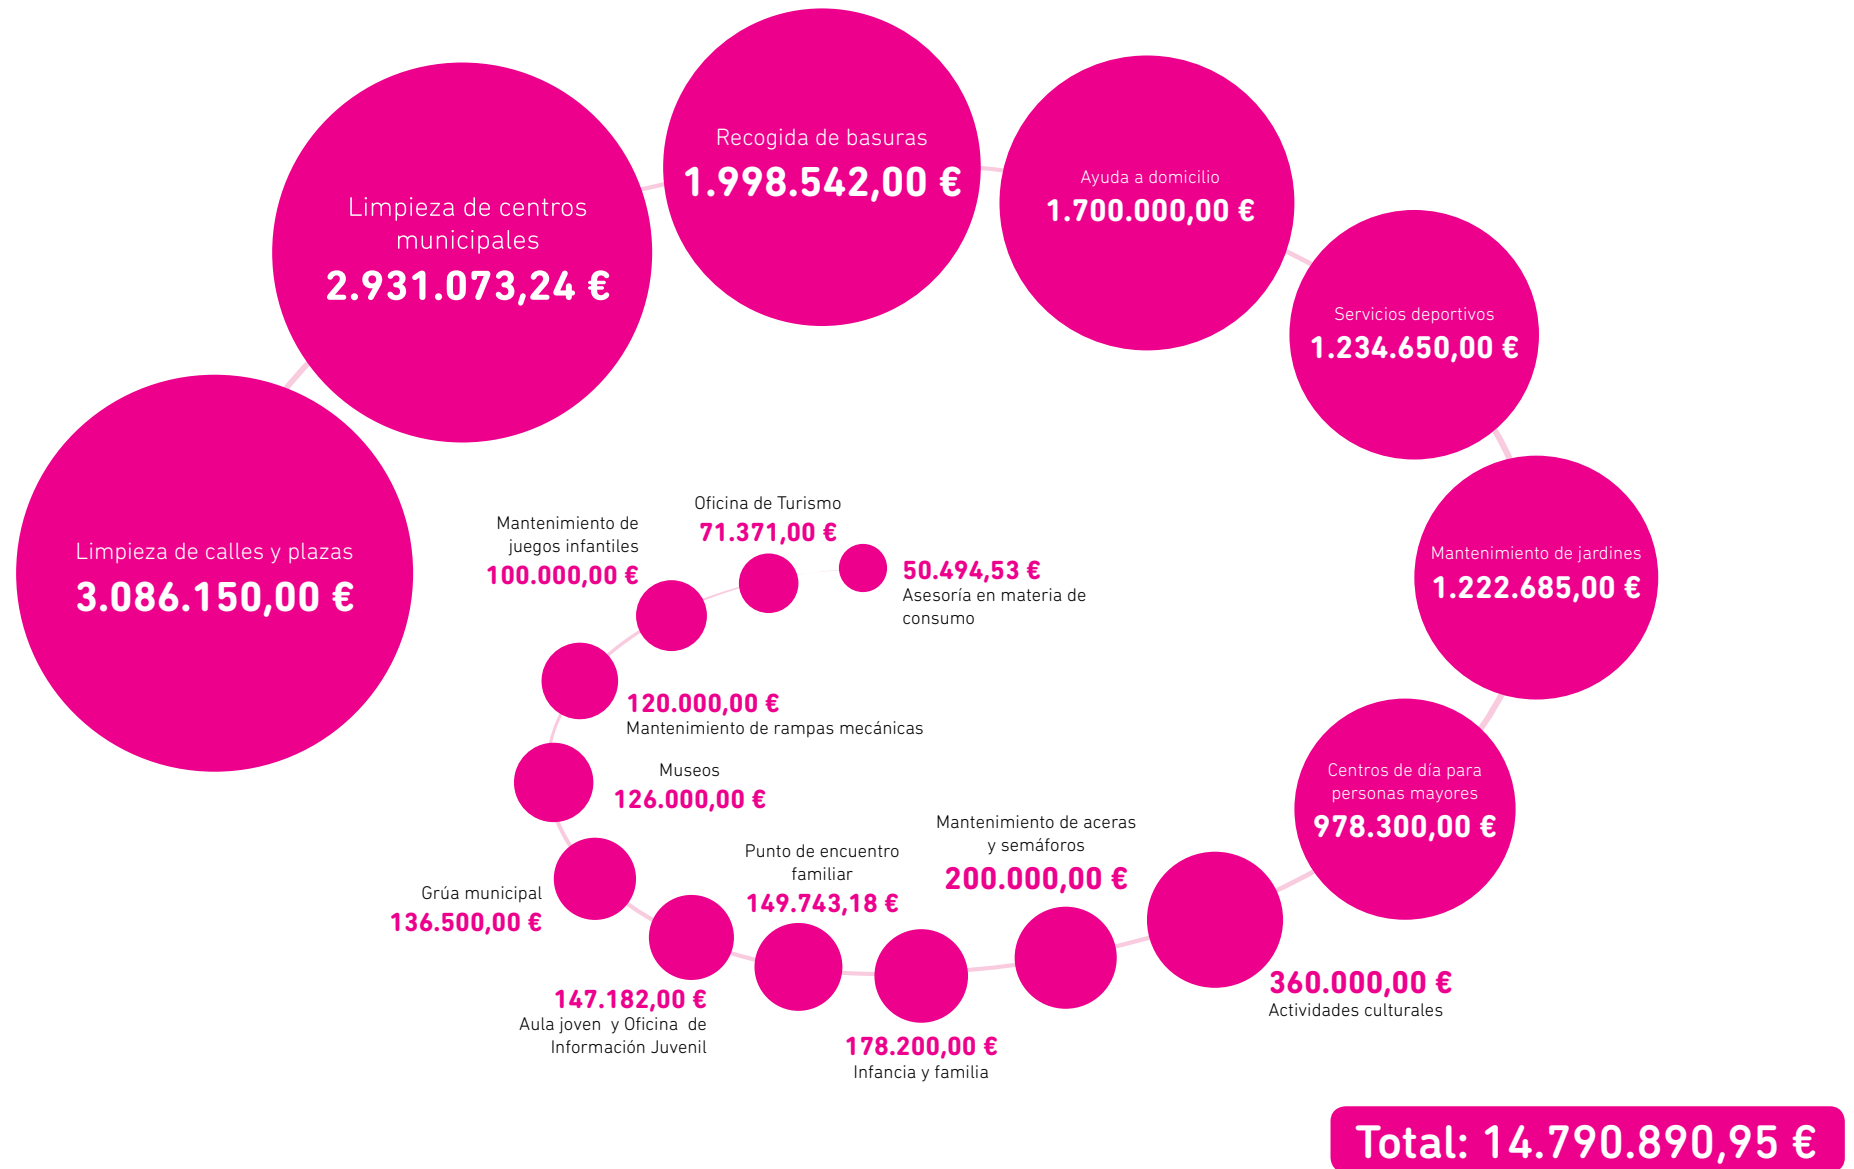 Limpieza de calles y plazas
3.086.150,00 €
Limpieza de centros
municipales
2.931.073,24 €
Recogida de basuras
1.998.542,00 €
Ayuda a domicilio
1.700.000,00 €
Servicios deportivos
1.234.650,00 €
Mantenimiento de jardines
1.222.685,00 €
Centros de día para
personas mayores
978.300,00 €
360.000,00 €
Actividades culturales
Mantenimiento de aceras
y semáforos
200.000,00 €
178.200,00 €
Infancia y familia
Punto de encuentro
familiar
149.743,18 €
147.182,00 €
Aula joven y Oficina de
Información Juvenil
Grúa municipal
136.500,00 €
Museos
126.000,00 €
120.000,00 €
Mantenimiento de rampas mecánicas
Mantenimiento de
juegos infantiles
100.000,00 €
Oficina de Turismo
71.371,00 €
50.494,53 €
Asesoría en materia de
consumo
Total: 14.790.890,95 €